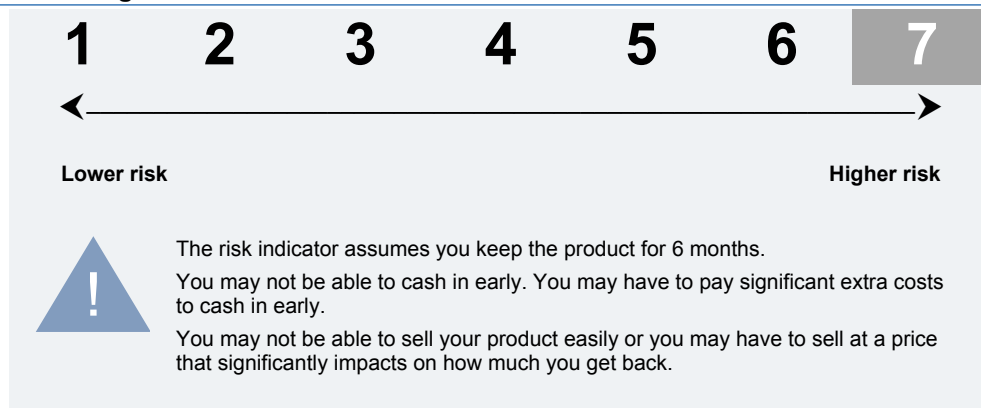 1 2 3 4 5 6 7
Lower risk Higher risk
!
The risk indicator assumes you keep the product for 6 months.
You may not be able to cash in early. You may have to pay significant extra costs
to cash in early.
You may not be able to sell your product easily or you may have to sell at a price
that significantly impacts on how much you get back.